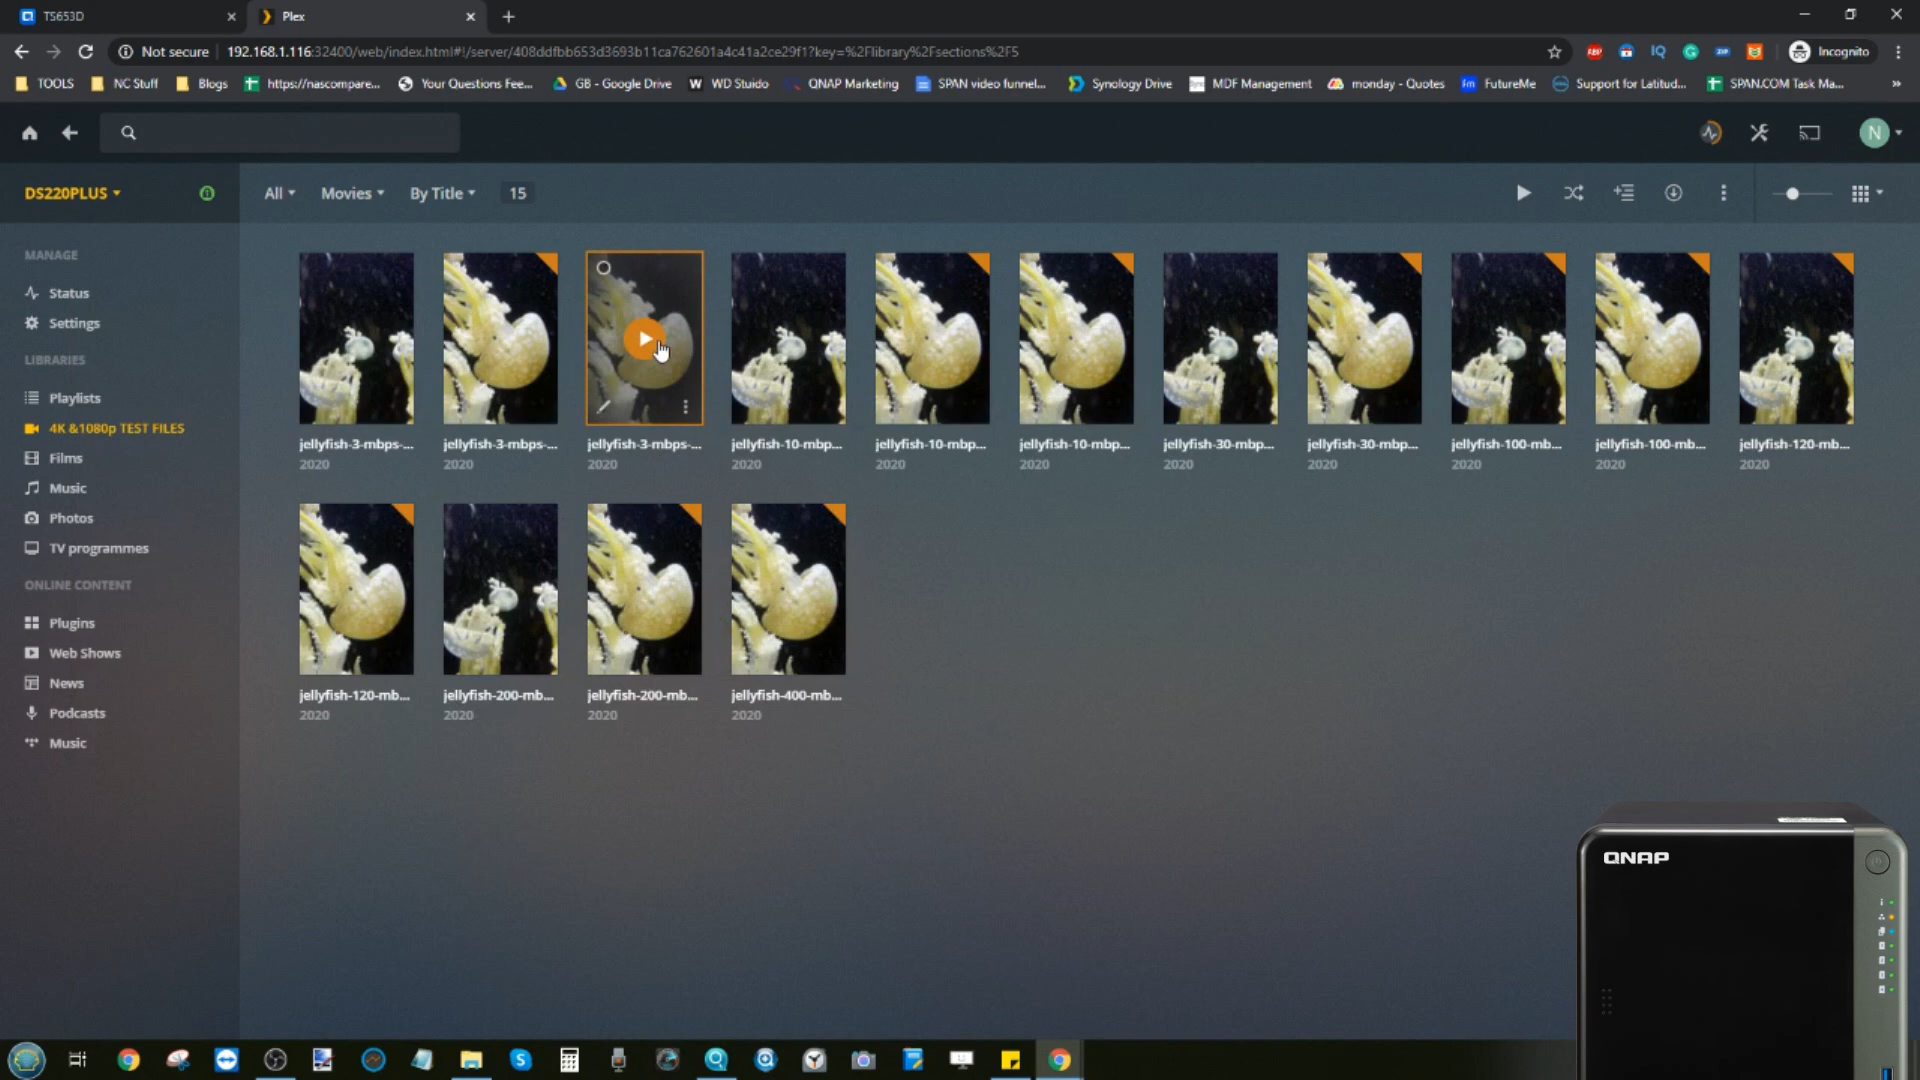 TS653D
Plex
Not secure
192.168.1.116:32400/web/index.html#!/server/408ddfbb653d3693b11ca762601a4c41a2ce29f1?key=%2Flibrary%2Fsections%2F5
ABP
IQ
ZIP
Incognito
TOOLS
NC Stuff
Blogs
https://nascompare...
Your Questions Fee...
GB - Google Drive
W WD Stuido
QNAP Marketing
SPAN video funnel...
Synology Drive
MDF Management
monday - Quotes
fm FutureMe
Support for Latitud...
SPAN.COM Task Ma...
»
N
DS220PLUS
All
Movies
By Title
15
MANAGE
Status
Settings
LIBRARIES
Playlists
4K &1080p TEST FILES
Films
Music
Photos
TV programmes
ONLINE CONTENT
Plugins
Web Shows
News
Podcasts
Music
jellyfish-3-mbps-...
2020
jellyfish-3-mbps-...
2020
jellyfish-3-mbps-...
2020
jellyfish-10-mbp...
2020
jellyfish-10-mbp...
2020
jellyfish-10-mbp...
2020
jellyfish-30-mbp...
2020
jellyfish-30-mbp...
2020
jellyfish-100-mb...
2020
jellyfish-100-mb...
2020
jellyfish-120-mb...
2020
jellyfish-120-mb...
2020
jellyfish-200-mb...
2020
jellyfish-200-mb...
2020
jellyfish-400-mb...
2020
QNAP